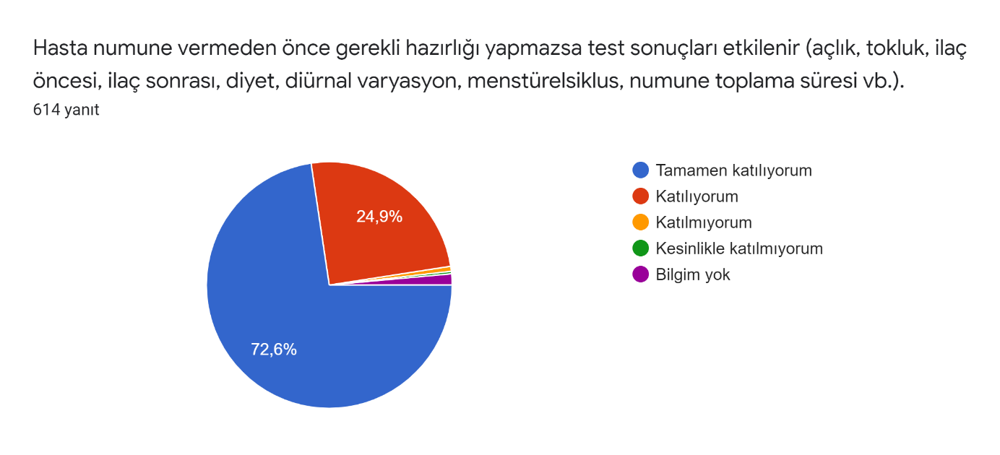 Hasta numune vermeden önce gerekli hazırlığı yapmazsa test sonuçları etkilenir (açlık, tokluk, ilaç
öncesi, ilaç sonrası, diyet, diürnal varyasyon, menstürelsiklus, numune toplama süresi vb.).
614 yanıt
Tamamen katılıyorum
Katılıyorum
Katılmıyorum
Kesinlikle katılmıyorum
Bilgim yok
24,9%
72,6%